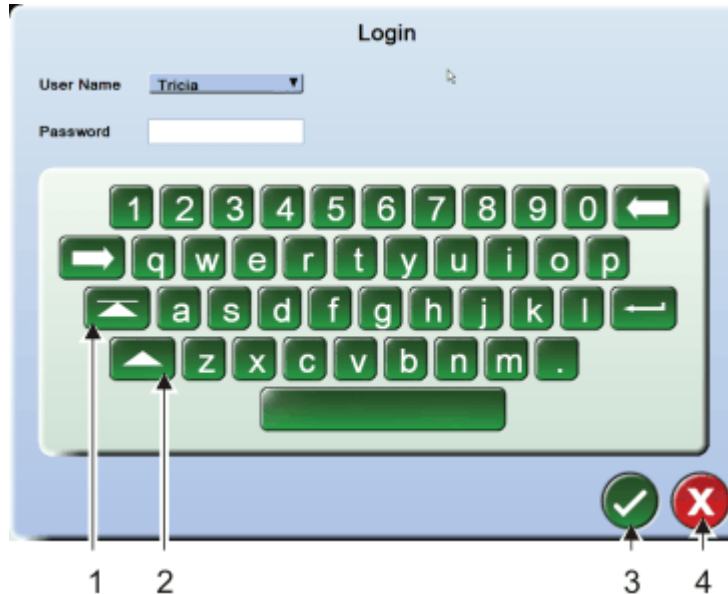 Login
User Name Tricia
Password
1 2 3 4 5 6 7 8 9 0
q w e r t y u i o p
a s d f g h j k l
z x c v b n m .
1 2 3 4